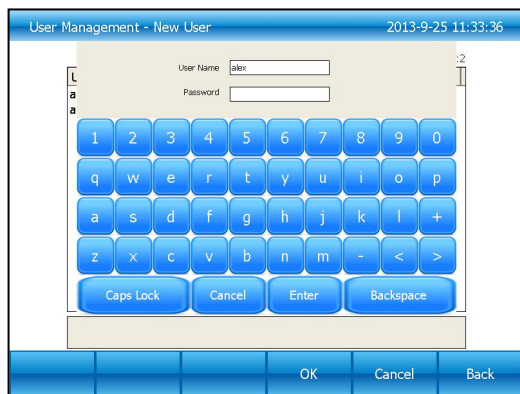 User Management - New User 2013-9-25 11:33:36
:2
User Name alex
Password
1 2 3 4 5 6 7 8 9 0
q w e r t y u i o p
a s d f g h j k l +
z x c v b n m - < >
Caps Lock Cancel Enter Backspace
OK Cancel Back